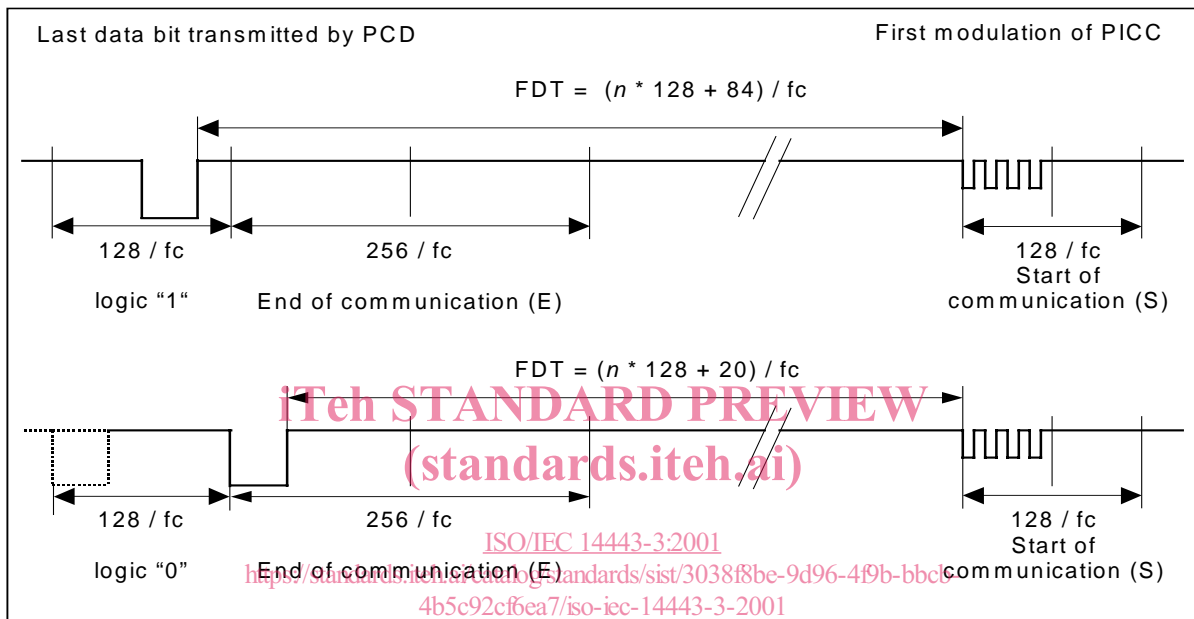 Last data bit transmitted by PCD
First modulation of PICC
FDT = (n * 128 + 84) / fc
128 / fc
256 / fc
128 / fc
Start of
communication (S)
logic “1“
End of communication (E)
FDT = (n * 128 + 20) / fc
iTeh STANDARD PREVIEW
(standards.iteh.ai)
128 / fc
256 / fc
128 / fc
Start of
communication (S)
logic “0”
End of communication (E)
ISO/IEC 14443-3:2001
https://standards.iteh.ai/catalog/standards/sist/3038f8be-9d96-4f9b-bbcb-
4b5c92cf6ea7/iso-iec-14443-3-2001